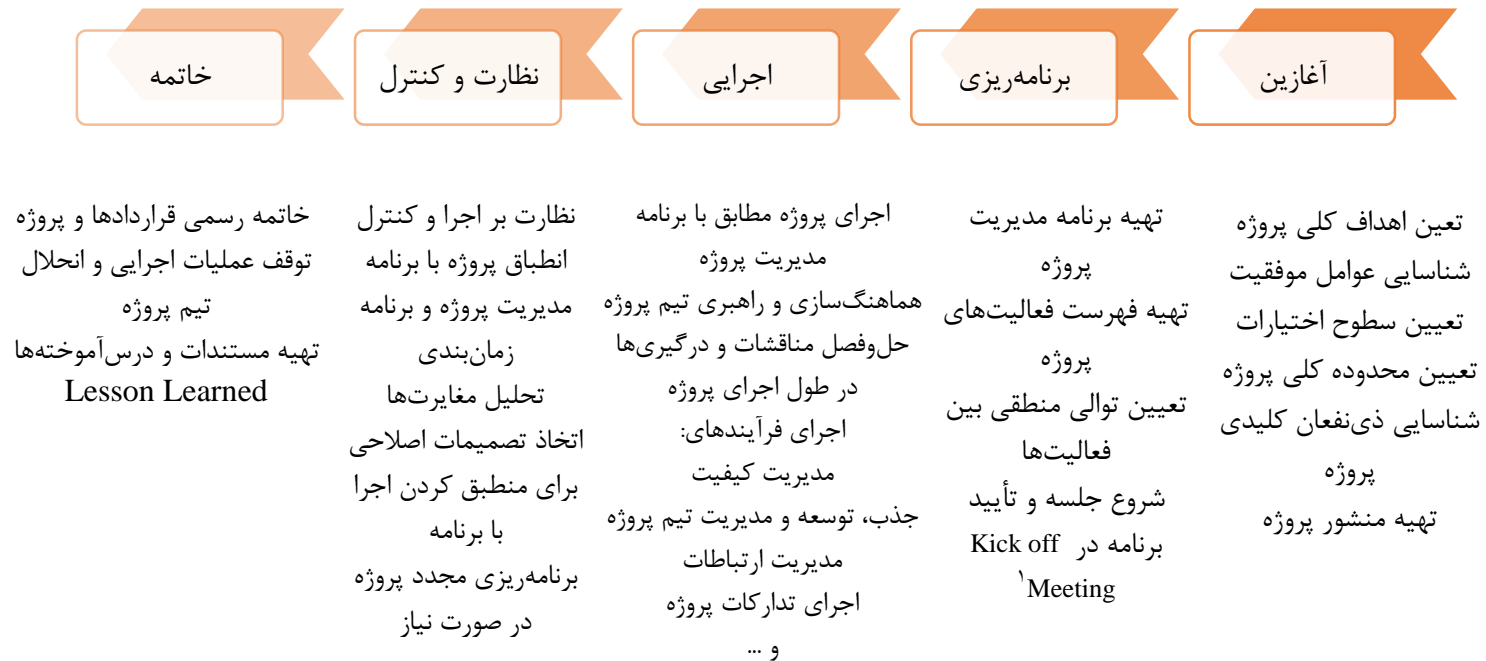 آغازین
برنامه‌ریزی
اجرایی
نظارت و کنترل
خاتمه
تعین اهداف کلی پروژه
شناسایی عوامل موفقیت
تعیین سطوح اختیارات
تعیین محدوده کلی پروژه
شناسایی ذی‌نفعان کلیدی
پروژه
تهیه منشور پروژه
تهیه برنامه مدیریت
پروژه
تهیه فهرست فعالیت‌های
پروژه
تعیین توالی منطقی بین
فعالیت‌ها
شروع جلسه و تأیید
برنامه در Kick off
Meeting۱
اجرای پروژه مطابق با برنامه
مدیریت پروژه
هماهنگ‌سازی و راهبری تیم پروژه
حل‌وفصل مناقشات و درگیری‌ها
در طول اجرای پروژه
اجرای فرآیندهای:
مدیریت کیفیت
جذب، توسعه و مدیریت تیم پروژه
مدیریت ارتباطات
اجرای تدارکات پروژه
و ...
نظارت بر اجرا و کنترل
انطباق پروژه با برنامه
مدیریت پروژه و برنامه
زمان‌بندی
تحلیل مغایرت‌ها
اتخاذ تصمیمات اصلاحی
برای منطبق کردن اجرا
با برنامه
برنامه‌ریزی مجدد پروژه
در صورت نیاز
خاتمه رسمی قراردادها و پروژه
توقف عملیات اجرایی و انحلال
تیم پروژه
تهیه مستندات و درس‌آموخته‌ها
Lesson Learned